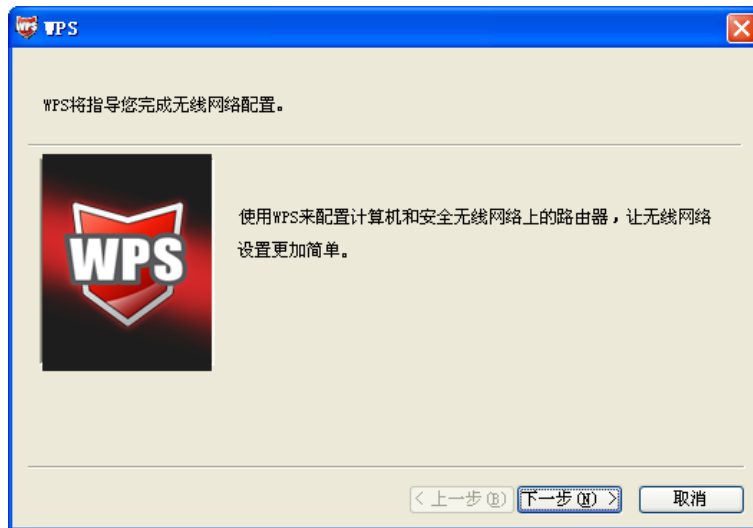 WPS
WPS将指导您完成无线网络配置。
WPS
使用WPS来配置计算机和安全无线网络上的路由器，让无线网络
设置更加简单。
< 上一步(B) 下一步(N) > 取消